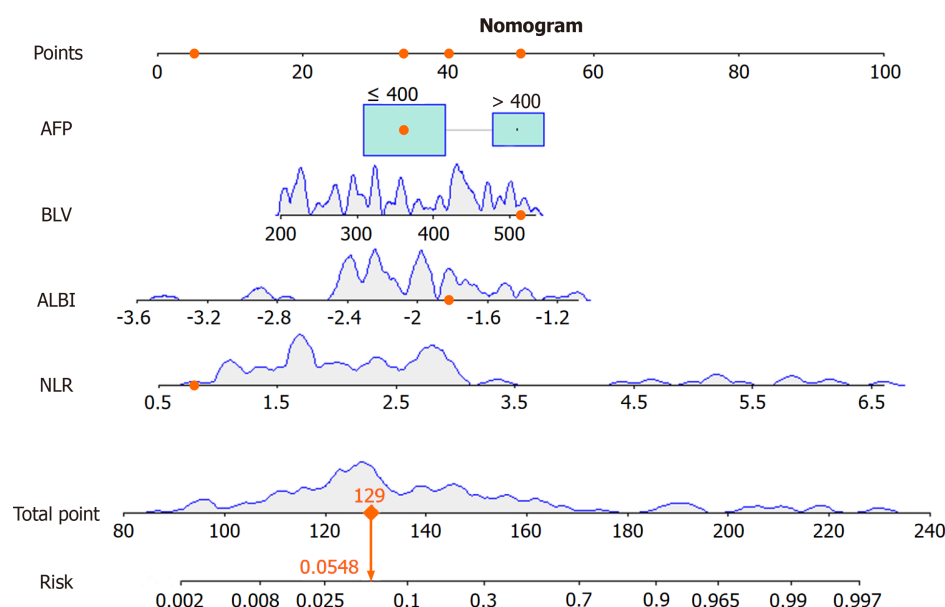 Nomogram
Points
0 20 40 60 80 100
≤ 400
> 400
AFP
BLV
200 300 400 500
ALBI
-3.6 -3.2 -2.8 -2.4 -2 -1.6 -1.2
NLR
0.5 1.5 2.5 3.5 4.5 5.5 6.5
129
Total point
80 100 120 140 160 180 200 220 240
0.0548
Risk
0.002 0.008 0.025 0.1 0.3 0.7 0.9 0.965 0.99 0.997